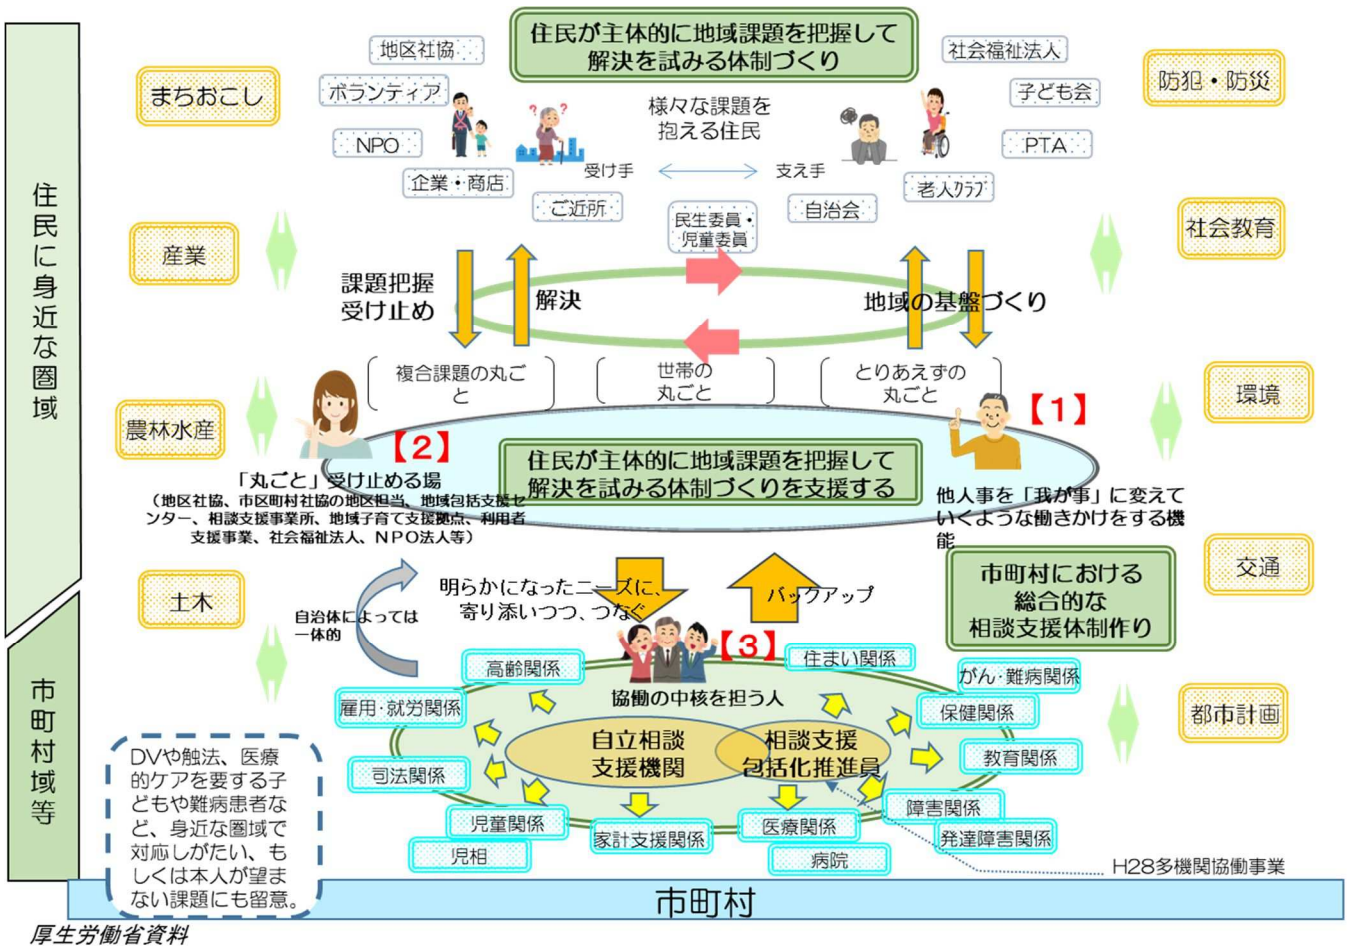 住民が主体的に地域課題を把握して
解決を試みる体制づくり
地区社協
社会福祉法人
まちおこし
ボランティア
様々な課題を
抱える住民
子ども会
防犯・防災
NPO
PTA
? ?
企業・商店
受け手
支え手
老人クラブ
ご近所
民生委員・
児童委員
自治会
住民に身近な圏域
産業
社会教育
課題把握
受け止め
解決
地域の基盤づくり
複合課題の丸ご
と
世帯の
丸ごと
とりあえずの
丸ごと
環境
農林水産
【2】
【1】
住民が主体的に地域課題を把握して
解決を試みる体制づくりを支援する
「丸ごと」受け止める場
（地区社協、市区町村社協の地区担当、地域包括支援セ
ンター、相談支援事業所、地域子育て支援拠点、利用者
支援事業、社会福祉法人、NPO法人等）
他人事を「我が事」に変えて
いくような働きかけをする機
能
交通
土木
自治体によっては
一体的
明らかになったニーズに、
寄り添いつつ、つなぐ
バックアップ
市町村における
総合的な
相談支援体制作り
【3】
市町村域等
高齢関係
住まい関係
がん・難病関係
協働の中核を担う人
雇用・就労関係
保健関係
都市計画
自立相談
支援機関
相談支援
包括化推進員
教育関係
司法関係
障害関係
児童関係
家計支援関係
医療関係
発達障害関係
児相
病院
H28多機関協働事業
DVや触法、医療
的ケアを要する子
どもや難病患者な
ど、身近な圏域で
対応しがたい、も
しくは本人が望ま
ない課題にも留意。
市町村
厚生労働省資料